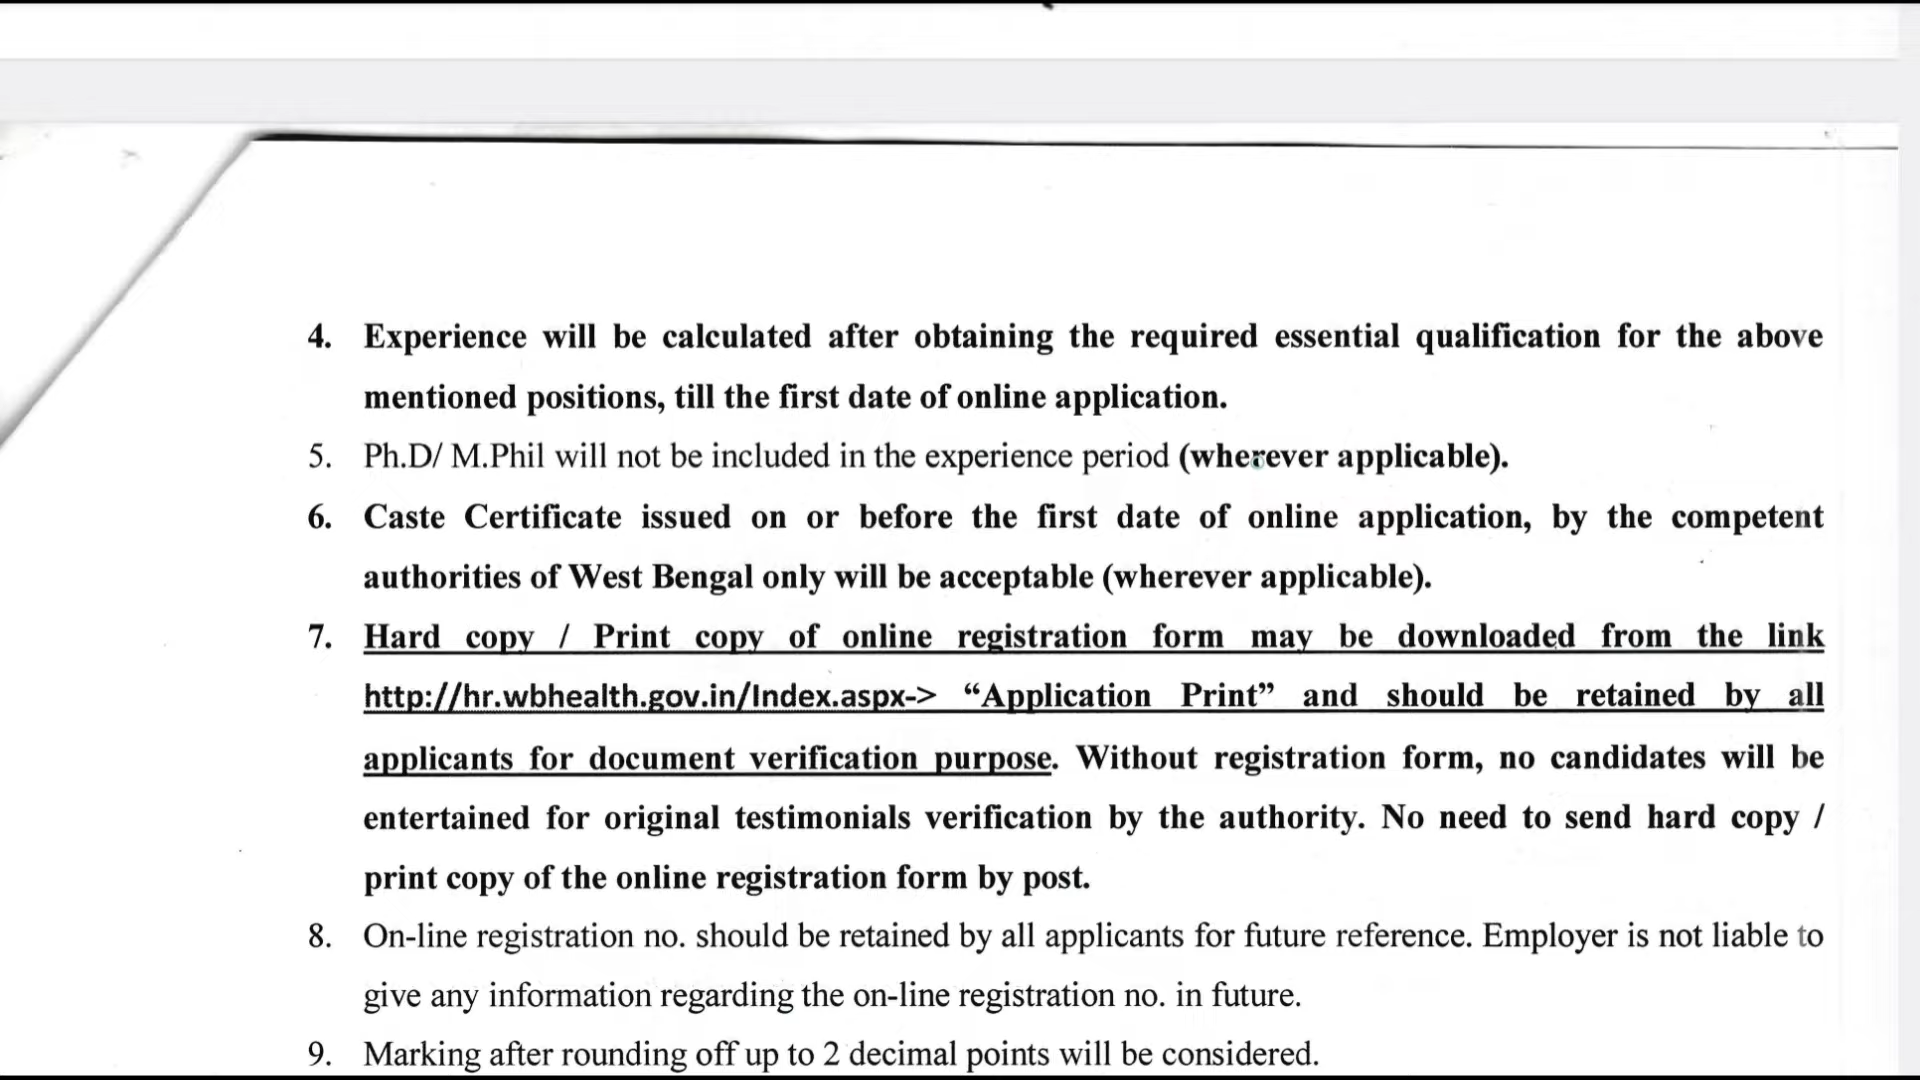 4. Experience will be calculated after obtaining the required essential qualification for the above
mentioned positions, till the first date of online application.
5. Ph.D/ M.Phil will not be included in the experience period (wherever applicable).
6. Caste Certificate issued on or before the first date of online application, by the competent
authorities of West Bengal only will be acceptable (wherever applicable).
7. Hard copy / Print copy of online registration form may be downloaded from the link
http://hr.wbhealth.gov.in/Index.aspx-> “Application Print” and should be retained by all
applicants for document verification purpose. Without registration form, no candidates will be
entertained for original testimonials verification by the authority. No need to send hard copy /
print copy of the online registration form by post.
8. On-line registration no. should be retained by all applicants for future reference. Employer is not liable to
give any information regarding the on-line registration no. in future.
9. Marking after rounding off up to 2 decimal points will be considered.